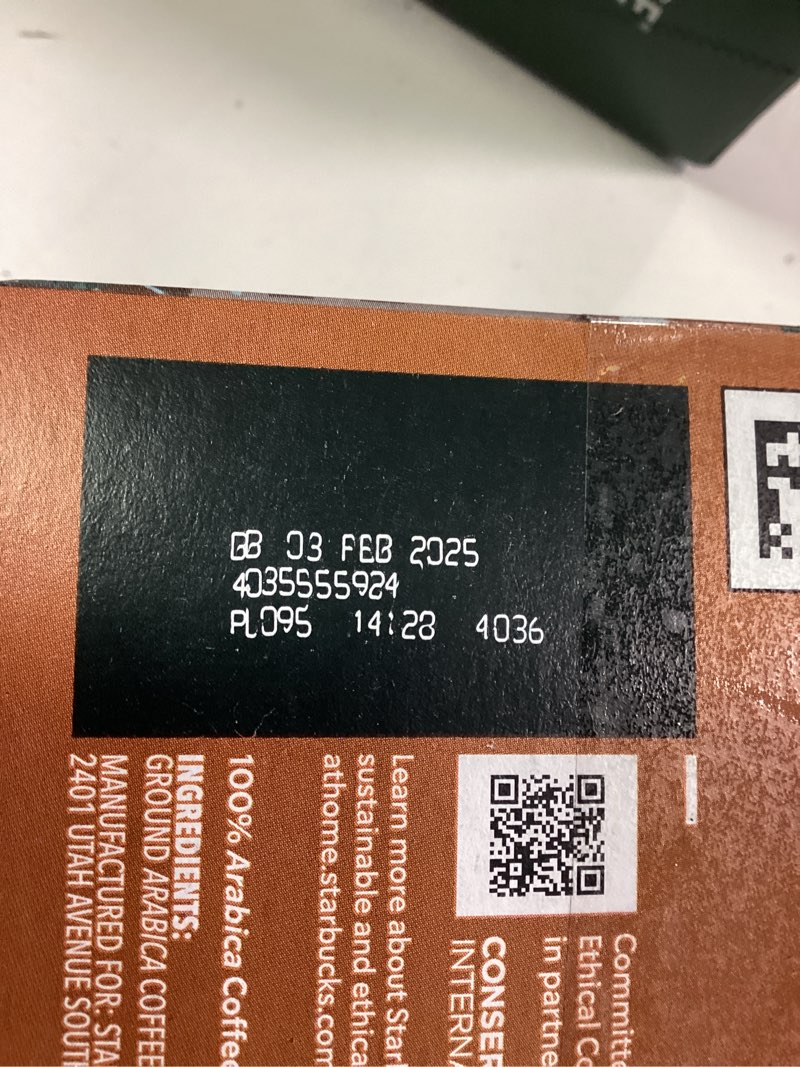 BB 03 FEB 2025
4035555924
PL095 14:28 4036
Committe
Ethical Co
in partne
CONSER
INTERNA
Learn more about Star
sustainable and ethica
athome.starbucks.com
100% Arabica Coffee
INGREDIENTS:
GROUND ARABICA COFFEE
MANUFACTURED FOR: STA
2401 UTAH AVENUE SOUTH